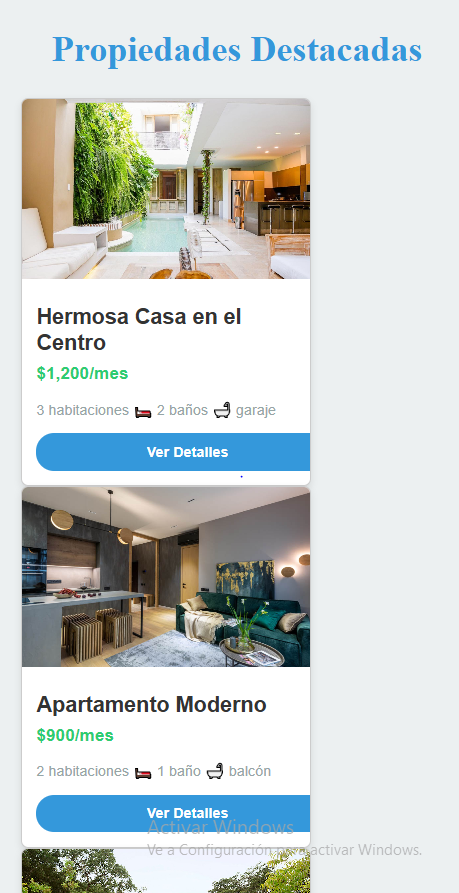 Propiedades Destacadas
Hermosa Casa en el
Centro
$1,200/mes
3 habitaciones 2 baños garaje
Ver Detalles
Apartamento Moderno
$900/mes
2 habitaciones 1 baño balcón
Ver Detalles
Activar Windows
Ve a Configuración para activar Windows.